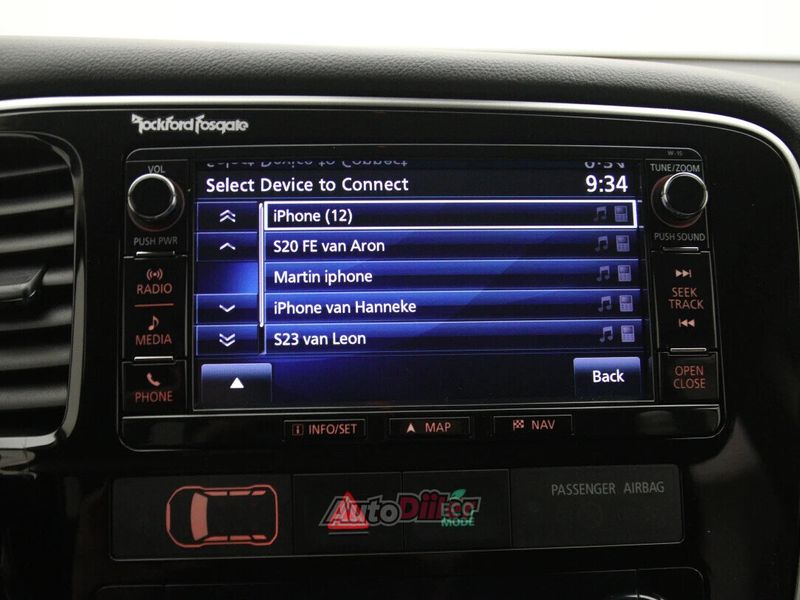 Rockford Fosgate
W-15
VOL
TUNE/ZOOM
Select Device to Connect 9:34
PUSH PWR
PUSH SOUND
iPhone (12)
S20 FE van Aron
Martin iphone
iPhone van Hanneke
S23 van Leon
Back
RADIO
MEDIA
PHONE
SEEK
TRACK
OPEN
CLOSE
INFO/SET
MAP
NAV
PASSENGER AIRBAG
ECO
MODE